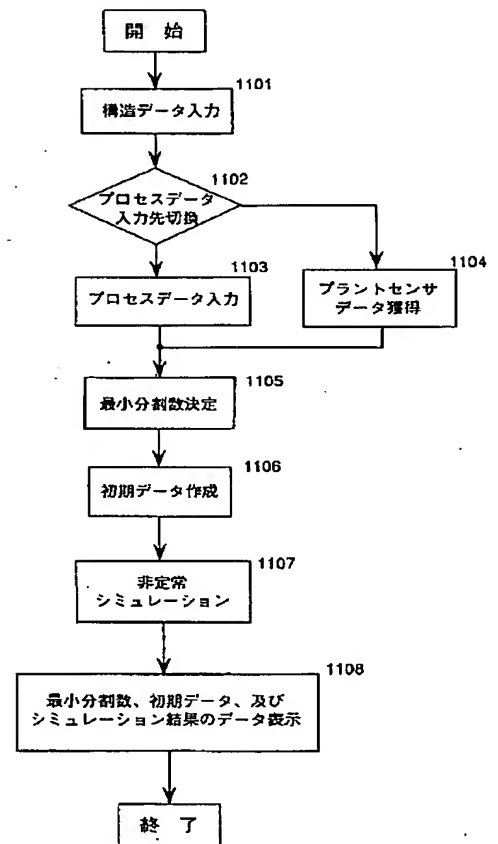 開 始
1101
構造データ入力
1102
プロセスデータ
入力先切換
1103
プロセスデータ入力
1104
プラントセンサ
データ獲得
1105
最小分割数決定
1106
初期データ作成
1107
非定常
シミュレーション
1108
最小分割数、初期データ、及び
シミュレーション結果のデータ表示
終 了